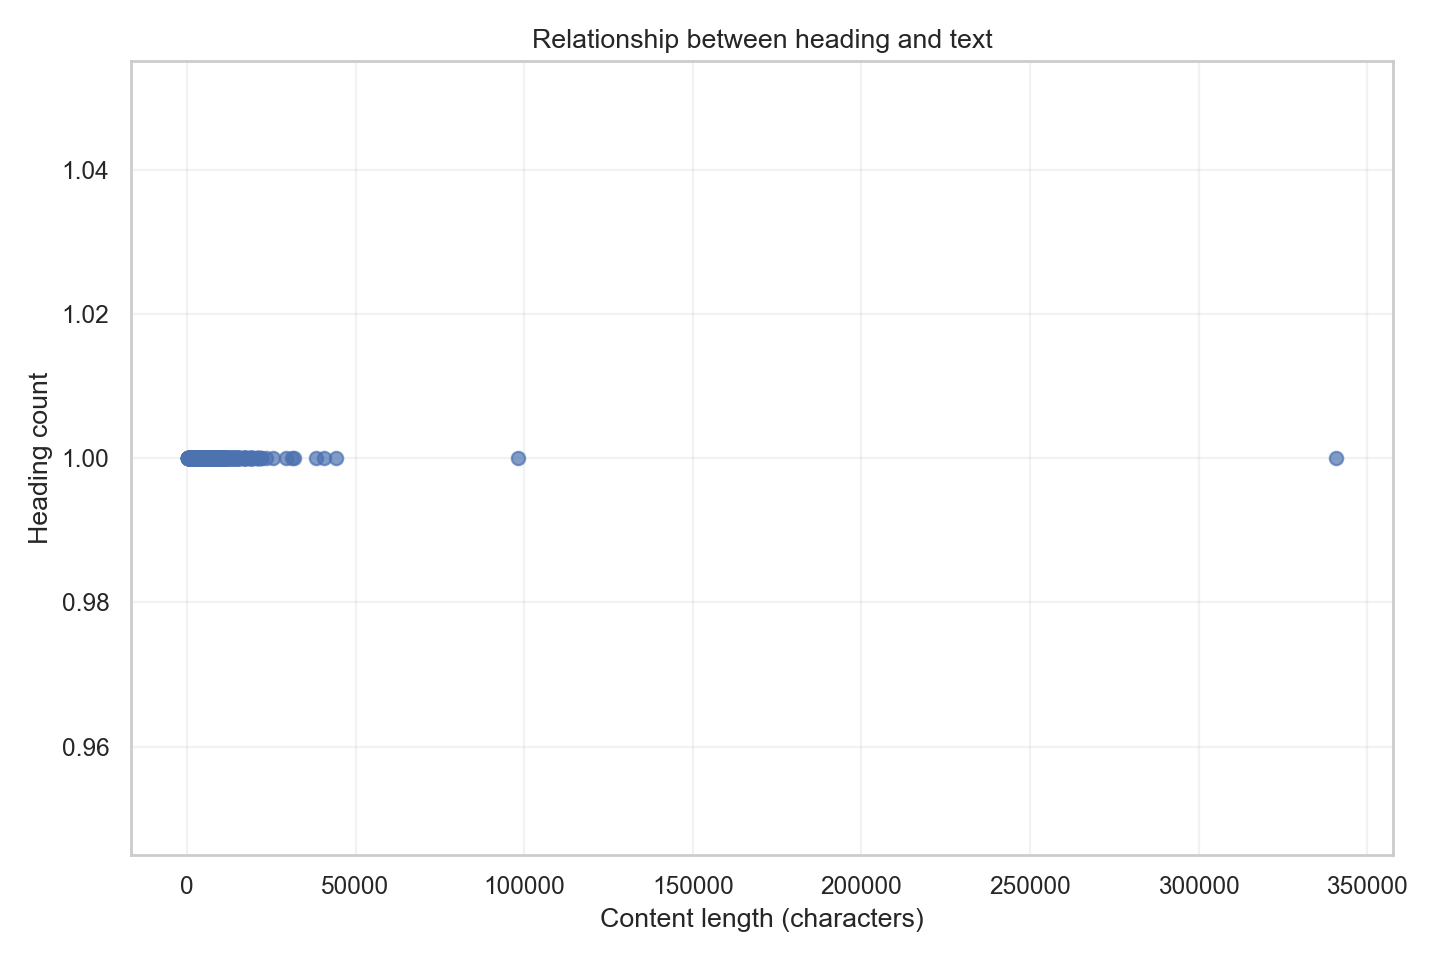 Relationship between heading and text
1.04
1.02
1.00
0.98
0.96
Heading count
0 50000 100000 150000 200000 250000 300000 350000
Content length (characters)